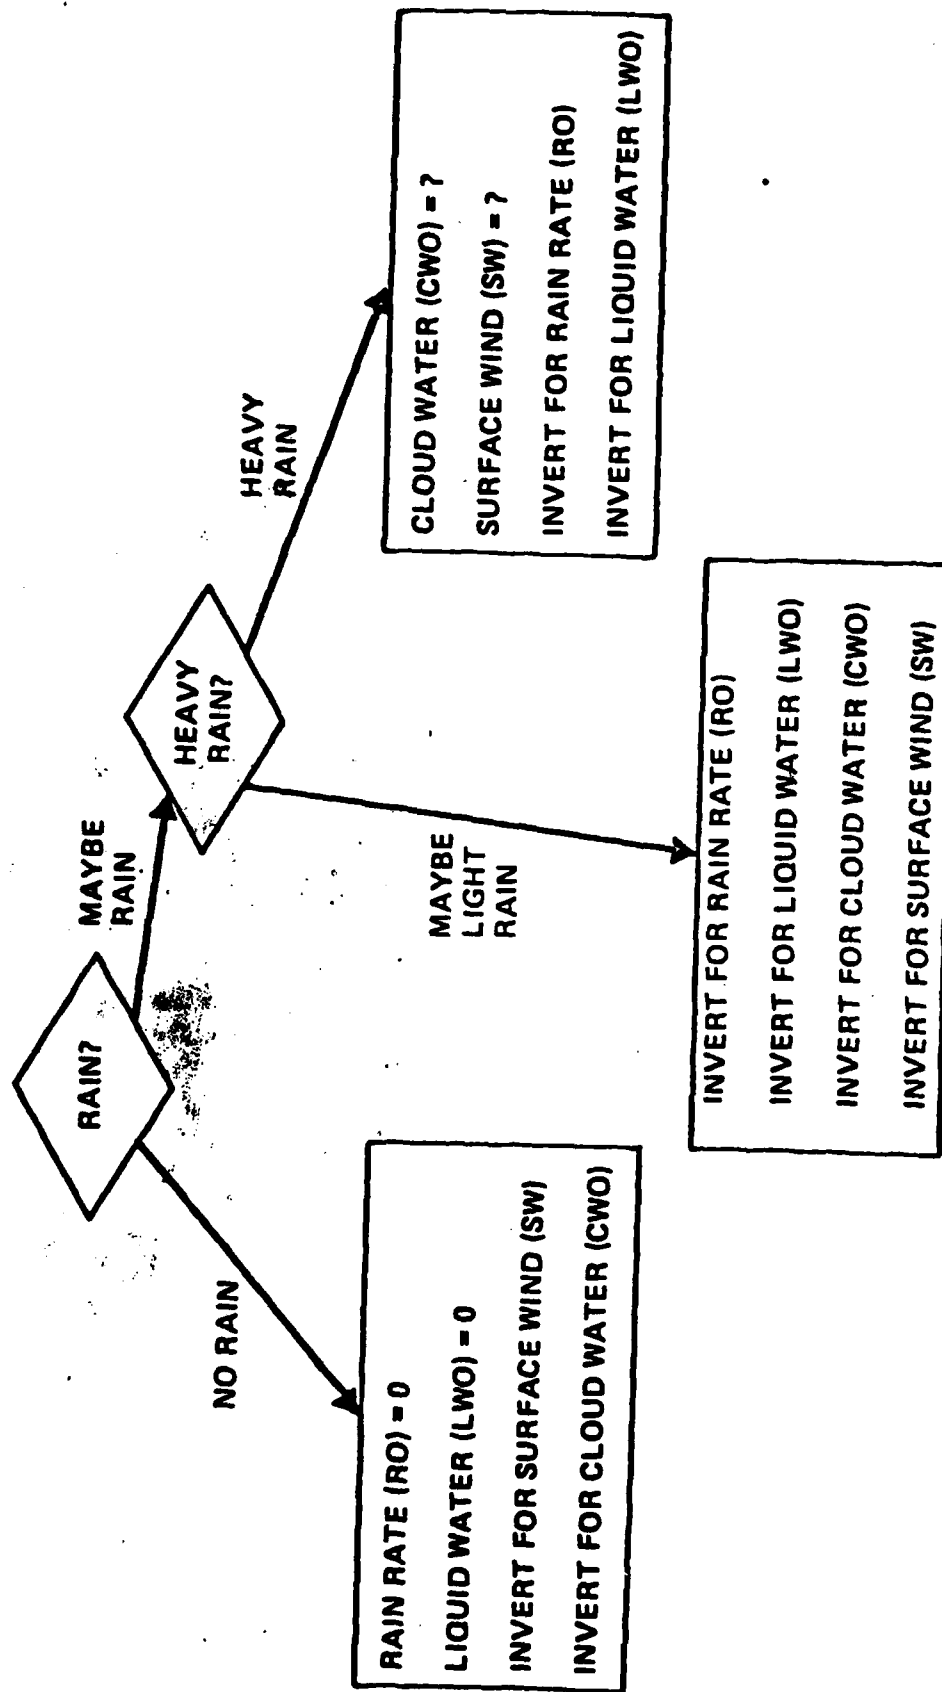 RAIN?
NO RAIN
MAYBE
RAIN
HEAVY
RAIN?
HEAVY
RAIN
MAYBE
LIGHT
RAIN
RAIN RATE (RO) = 0
LIQUID WATER (LWO) = 0
INVERT FOR SURFACE WIND (SW)
INVERT FOR CLOUD WATER (CWO)
INVERT FOR RAIN RATE (RO)
INVERT FOR LIQUID WATER (LWO)
INVERT FOR CLOUD WATER (CWO)
INVERT FOR SURFACE WIND (SW)
CLOUD WATER (CWO) = ?
SURFACE WIND (SW) = ?
INVERT FOR RAIN RATE (RO)
INVERT FOR LIQUID WATER (LWO)